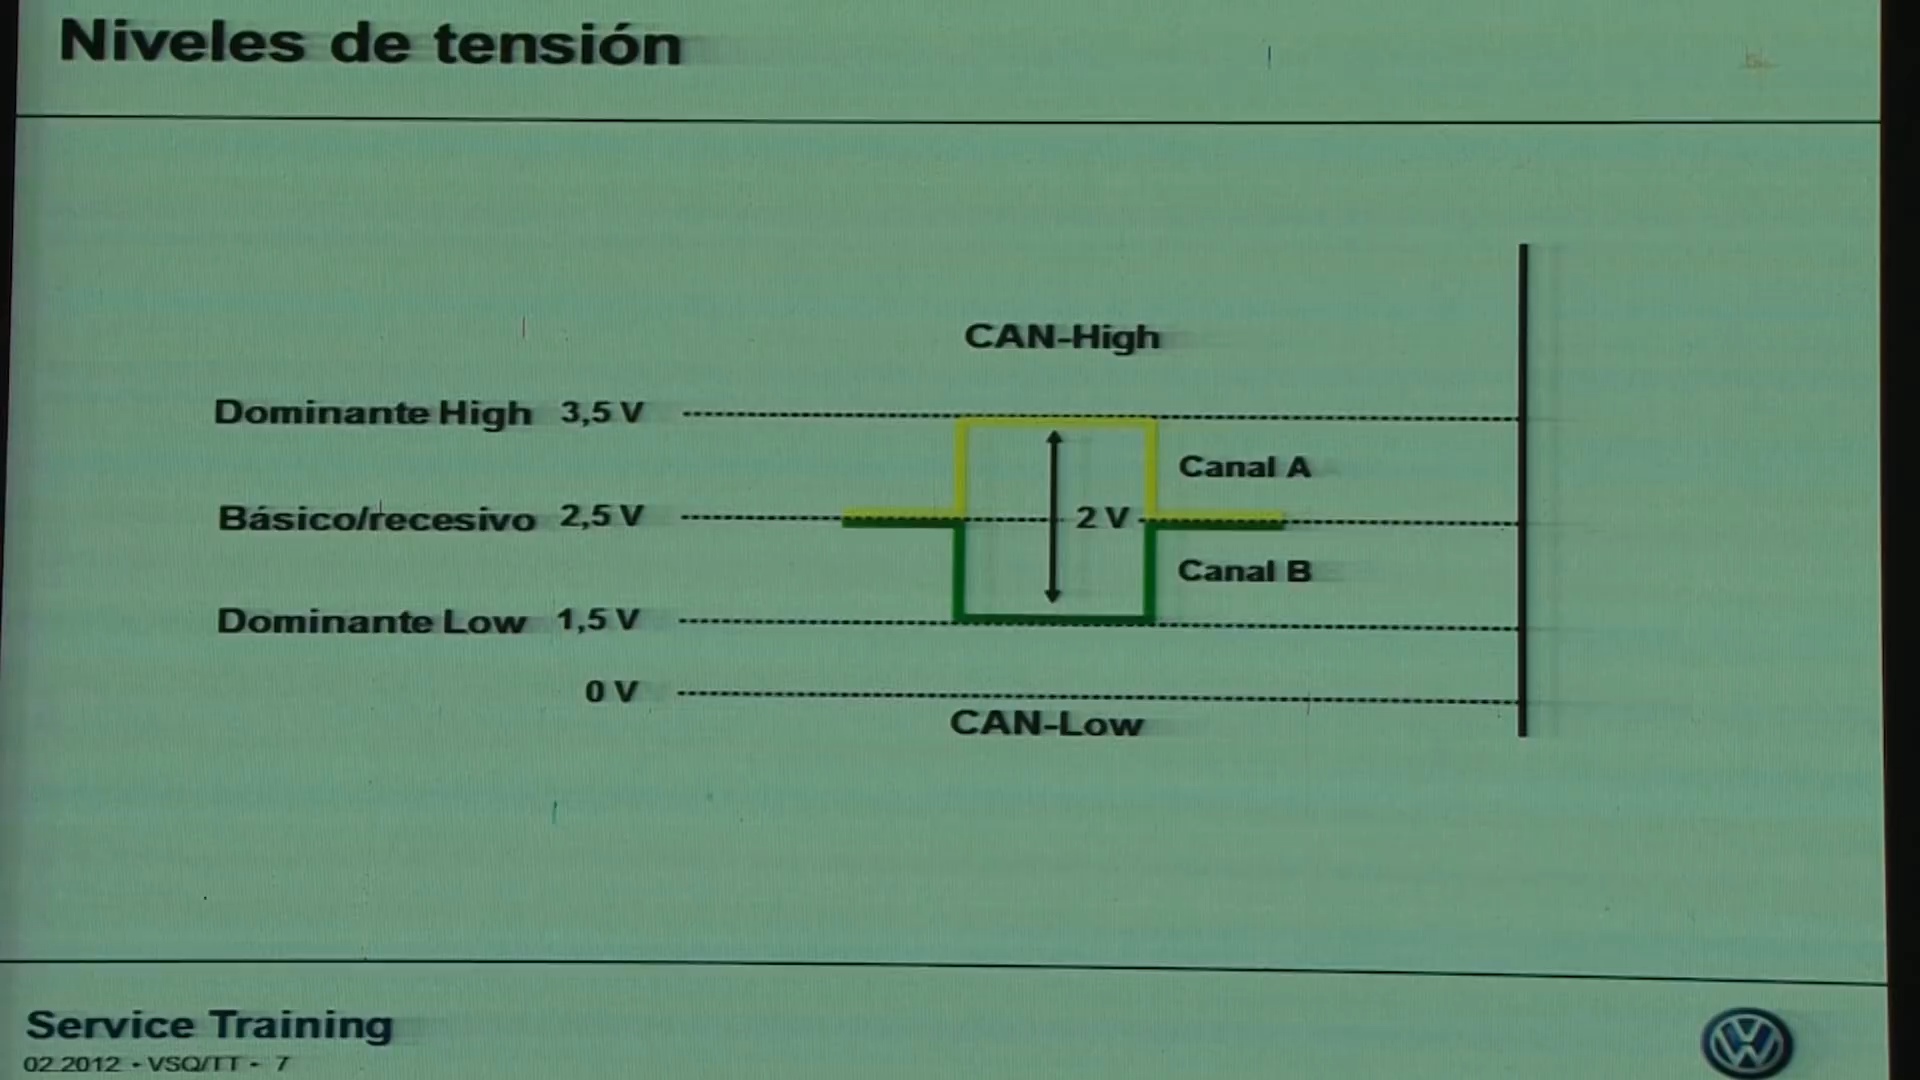 Niveles de tensión
CAN-High
Dominante High 3,5 V
Canal A
Básico/recesivo 2,5 V
2 V
Canal B
Dominante Low 1,5 V
0 V
CAN-Low
Service Training
02.2012 - VSQ/TT - 7